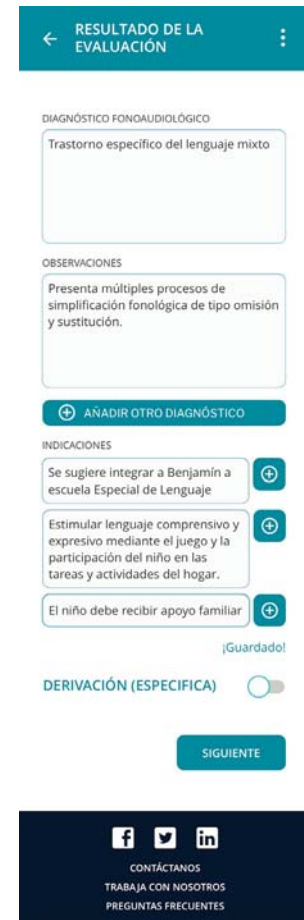 RESULTADO DE LA
EVALUACIÓN
DIAGNÓSTICO FONOAUDIOLÓGICO
Trastorno específico del lenguaje mixto
OBSERVACIONES
Presenta múltiples procesos de
simplificación fonológica de tipo omisión
y sustitución.
AÑADIR OTRO DIAGNÓSTICO
INDICACIONES
Se sugiere integrar a Benjamín a
escuela Especial de Lenguaje
Estimular lenguaje comprensivo y
expresivo mediante el juego y la
participación del niño en las
tareas y actividades del hogar.
El niño debe recibir apoyo familiar
¡Guardado!
DERIVACIÓN (ESPECIFICA)
SIGUIENTE
CONTÁCTANOS
TRABAJA CON NOSOTROS
PREGUNTAS FRECUENTES